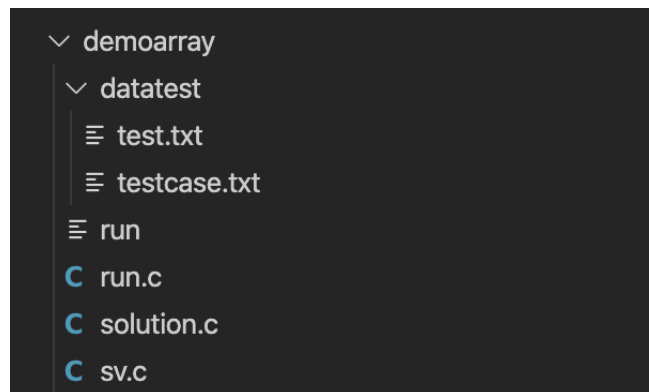 demoarray
datatest
test.txt
testcase.txt
run
C run.c
C solution.c
C sv.c